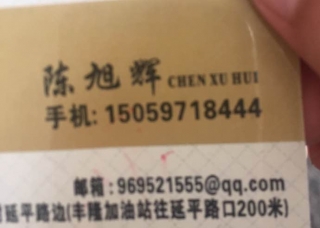 陈旭辉 CHEN XU HUI
手机: 15059718444
邮箱:969521555@qq.com
延平路边(丰隆加油站往延平路口200米)